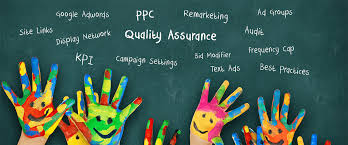 Google Adwords
PPC
Remarketing
Ad Groups
Site Links
Display Network
Quality Assurance
Audit
KPI
Campaign Settings
Bid Modifier
Frequency Cap
Text Ads
Best Practices